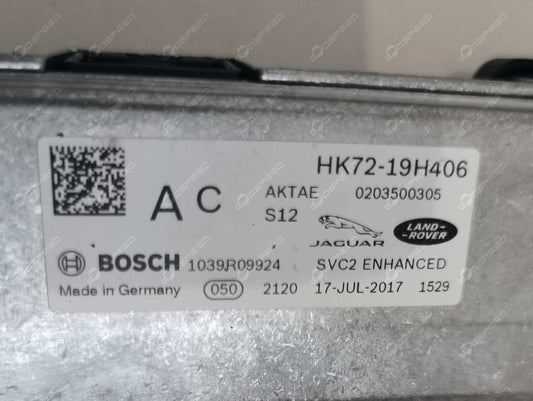 HK72-19H406
A C AKTAE 0203500305
S12 JAGUAR LAND-ROVER
BOSCH 1039R09924 SVC2 ENHANCED
Made in Germany 050 2120 17-JUL-2017 1529